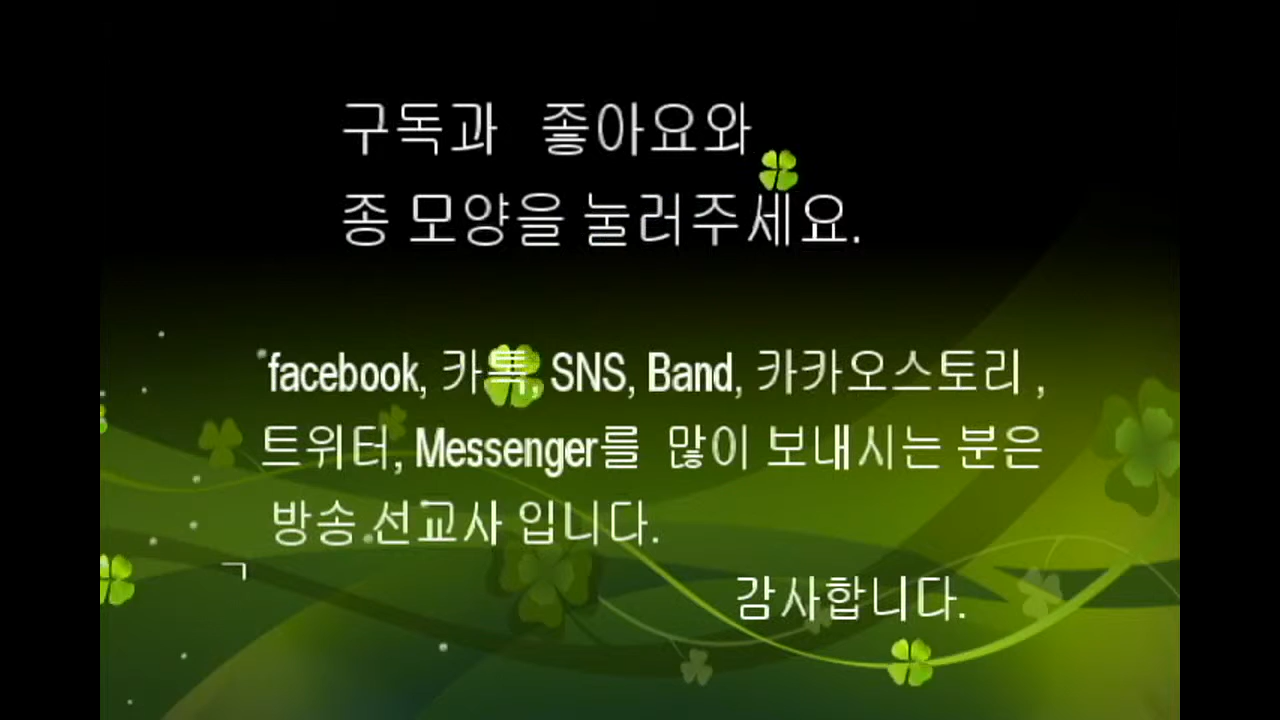 구독과 좋아요와
종 모양을 눌러주세요.
facebook, 카톡, SNS, Band, 카카오스토리 ,
트위터, Messenger를 많이 보내시는 분은
방송 선교사 입니다.
ㄱ
감사합니다.